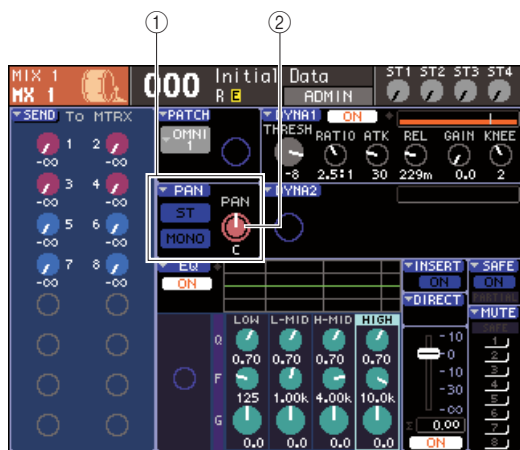 ① ②
MIX 1
MX 1
000
Initial Data
R E
ADMIN
ST1 ST2 ST3 ST4
SEND To MTRX
1 2
-∞ -∞
3 4
-∞ -∞
5 6
-∞ -∞
7 8
-∞ -∞
PATCH
OMNI
1
DYNA1 ON
THRESH RATIO ATK REL GAIN KNEE
-8 2.5:1 30 229m 0.0 2
PAN
ST
MONO
PAN
C
DYNA2
EQ
ON
LOW L-MID H-MID HIGH
Q
0.70 0.70 0.70 0.70
F
125 1.00k 4.00k 10.0k
G
0.0 0.0 0.0 0.0
INSERT
ON
DIRECT
10
0
-10
-30
-∞
Σ 0.00
ON
SAFE
ON
PARTIAL
MUTE
SAFE
1
2
3
4
5
6
7
8